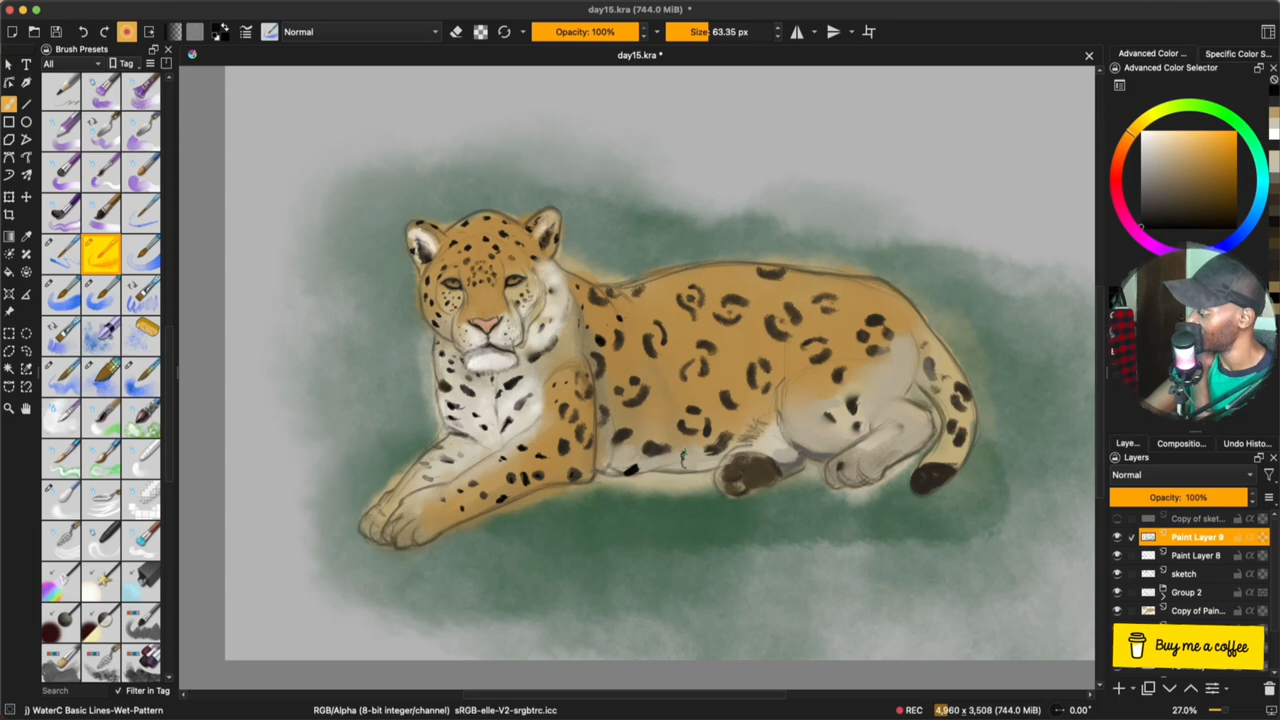 day15.kra (744.0 MiB) *
Normal
Opacity: 100%
Size: 63.35 px
Brush Presets
day15.kra *
Advanced Color ...
Specific Color S...
All
Tag
Advanced Color Selector
Laye...
Compositio...
Undo Histo...
Layers
Normal
Opacity: 100%
Copy of sket...
Paint Layer 9
Paint Layer 8
sketch
Group 2
Copy of Pain...
Buy me a coffee
Search
Filter in Tag
j) WaterC Basic Lines-Wet-Pattern
RGB/Alpha (8-bit integer/channel) sRGB-elle-V2-srgbtrc.icc
REC
4,960 x 3,508 (744.0 MiB)
0.00°
27.0%